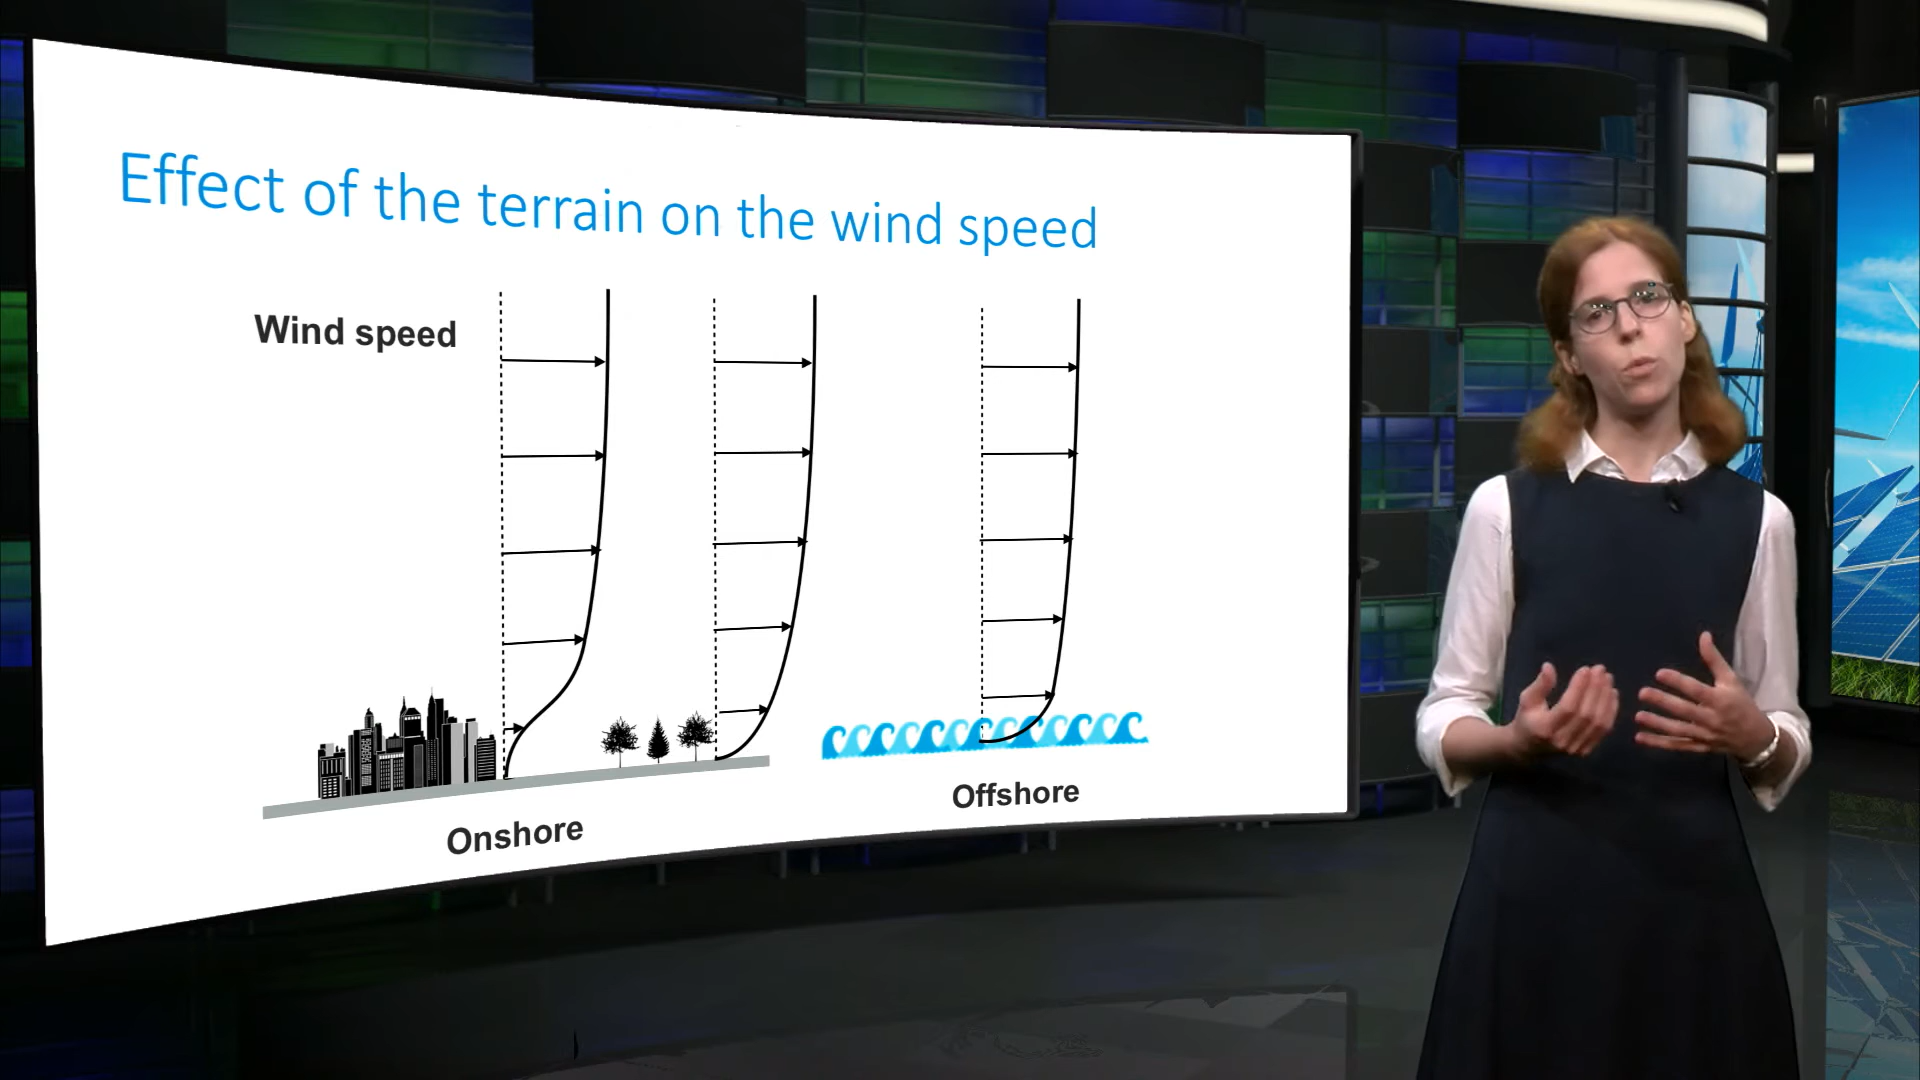 Effect of the terrain on the wind speed
Wind speed
Onshore
Offshore